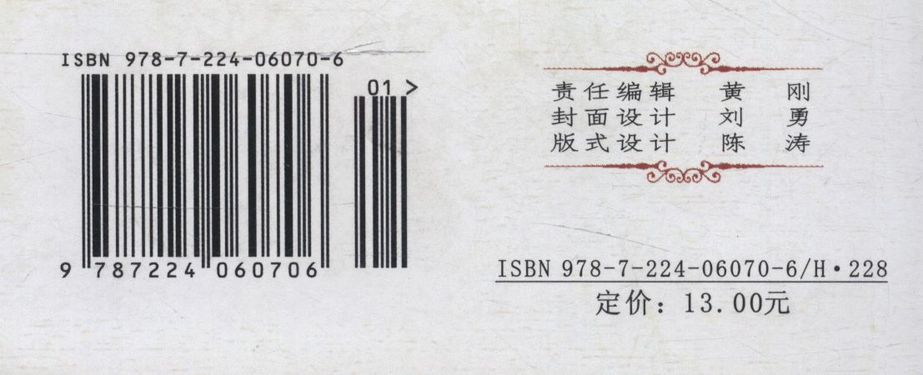 ISBN 978-7-224-06070-6
01 >
9 787224 060706
责任编辑 黄刚
封面设计 刘勇
版式设计 陈涛
ISBN 978-7-224-06070-6/H·228
定价：13.00元